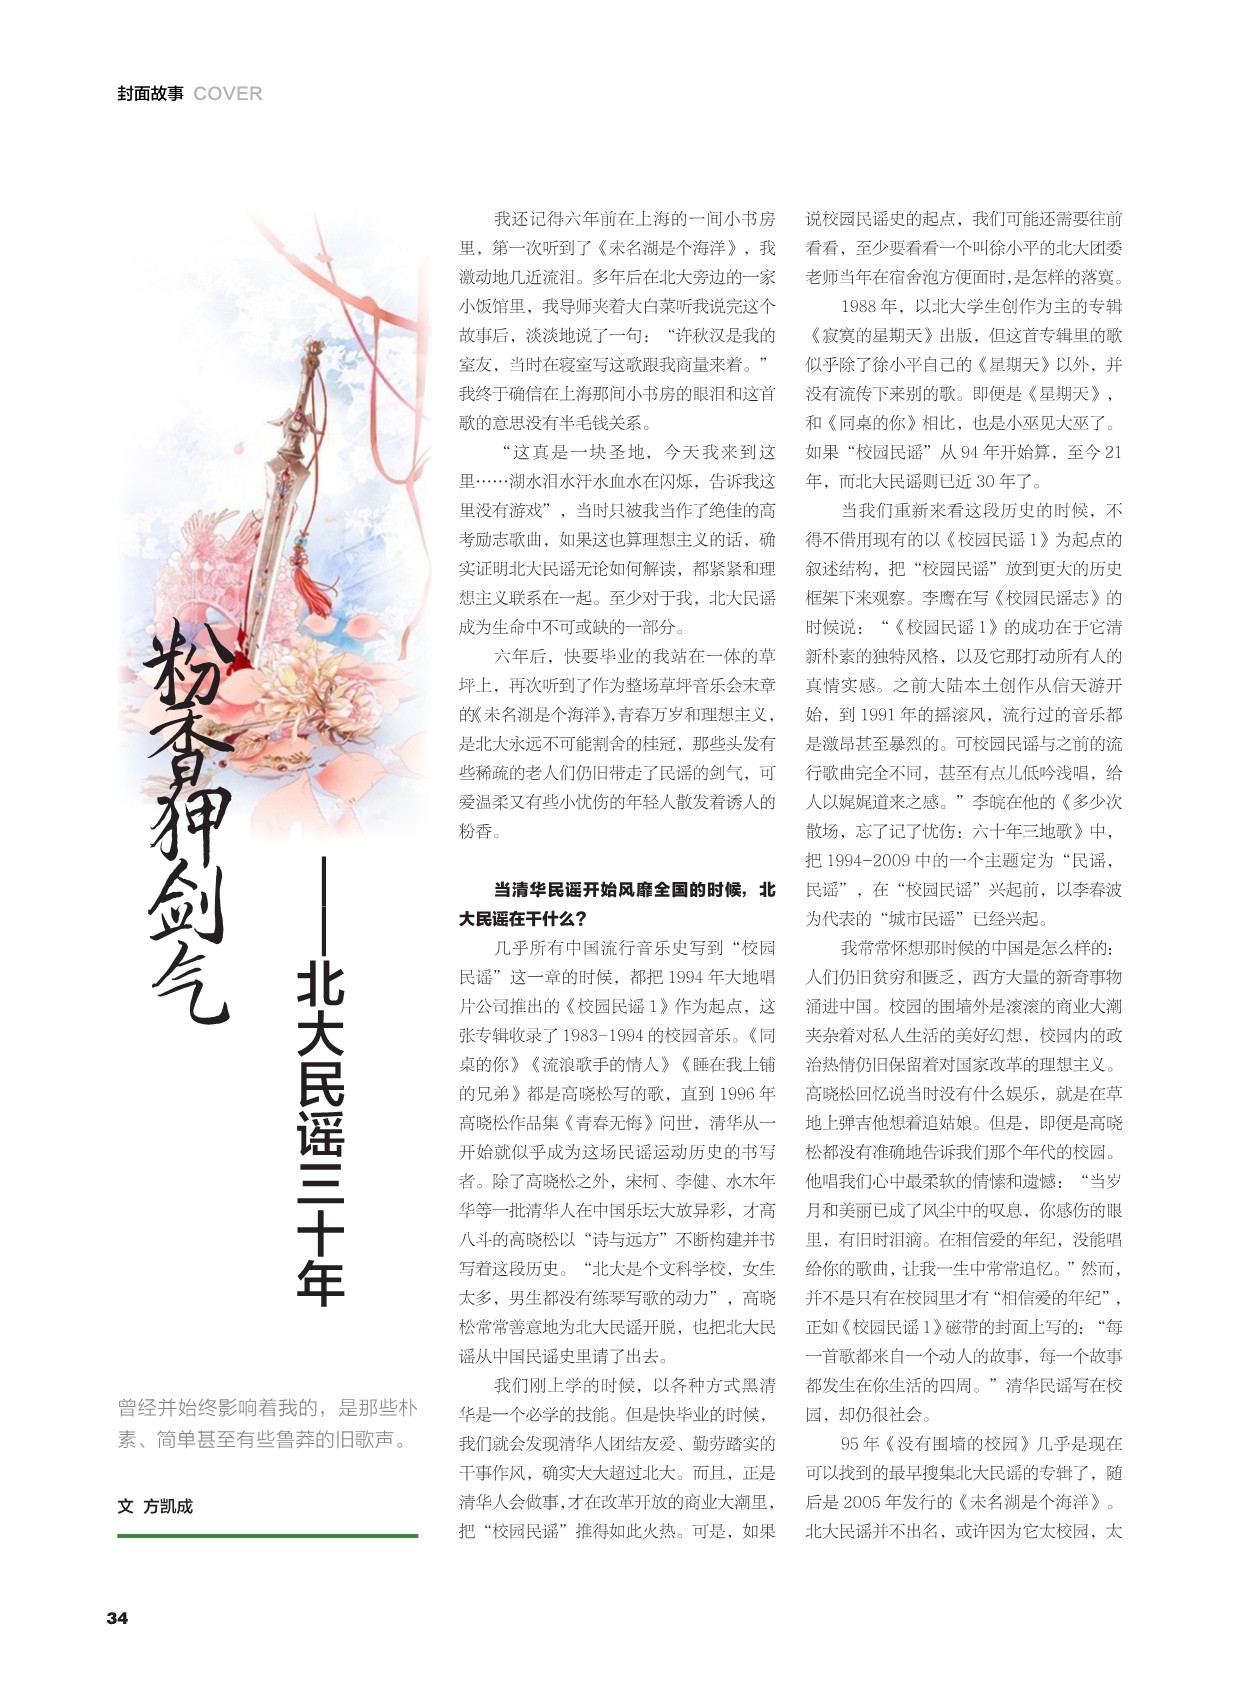 封面故事 COVER
粉香狎剑气
——北大民谣三十年
曾经并始终影响着我的，是那些朴
素、简单甚至有些鲁莽的旧歌声。
文 方凯成
我还记得六年前在上海的一间小书房
里，第一次听到了《未名湖是个海洋》，我
激动地几近流泪。多年后在北大旁边的一家
小饭馆里，我导师夹着大白菜听我说完这个
故事后，淡淡地说了一句：“许秋汉是我的
室友，当时在寝室写这歌跟我商量来着。”
我终于确信在上海那间小书房的眼泪和这首
歌的意思没有半毛钱关系。
“这真是一块圣地，今天我来到这
里……湖水泪水汗水血水在闪烁，告诉我这
里没有游戏”，当时只被我当作了绝佳的高
考励志歌曲，如果这也算理想主义的话，确
实证明北大民谣无论如何解读，都紧紧和理
想主义联系在一起。至少对于我，北大民谣
成为生命中不可或缺的一部分。
六年后，快要毕业的我站在一体的草
坪上，再次听到了作为整场草坪音乐会末章
的《未名湖是个海洋》，青春万岁和理想主义，
是北大永远不可能割舍的桂冠，那些头发有
些稀疏的老人们仍旧带走了民谣的剑气，可
爱温柔又有些小忧伤的年轻人散发着诱人的
粉香。
当清华民谣开始风靡全国的时候，北
大民谣在干什么？
几乎所有中国流行音乐史写到“校园
民谣”这一章的时候，都把 1994 年大地唱
片公司推出的《校园民谣 1》作为起点，这
张专辑收录了 1983-1994 的校园音乐。《同
桌的你》《流浪歌手的情人》《睡在我上铺
的兄弟》都是高晓松写的歌，直到 1996 年
高晓松作品集《青春无悔》问世，清华从一
开始就似乎成为这场民谣运动历史的书写
者。除了高晓松之外，宋柯、李健、水木年
华等一批清华人在中国乐坛大放异彩，才高
八斗的高晓松以“诗与远方”不断构建并书
写着这段历史。“北大是个文科学校，女生
太多，男生都没有练琴写歌的动力”，高晓
松常常善意地为北大民谣开脱，也把北大民
谣从中国民谣史里请了出去。
我们刚上学的时候，以各种方式黑清
华是一个必学的技能。但是快毕业的时候，
我们就会发现清华人团结友爱、勤劳踏实的
干事作风，确实大大超过北大。而且，正是
清华人会做事，才在改革开放的商业大潮里，
把“校园民谣”推得如此火热。可是，如果
说校园民谣史的起点，我们可能还需要往前
看看，至少要看看一个叫徐小平的北大团委
老师当年在宿舍泡方便面时，是怎样的落寞。
1988 年，以北大学生创作为主的专辑
《寂寞的星期天》出版，但这首专辑里的歌
似乎除了徐小平自己的《星期天》以外，并
没有流传下来别的歌。即便是《星期天》，
和《同桌的你》相比，也是小巫见大巫了。
如果“校园民谣”从 94 年开始算，至今 21
年，而北大民谣则已近 30 年了。
当我们重新来看这段历史的时候，不
得不借用现有的以《校园民谣 1》为起点的
叙述结构，把“校园民谣”放到更大的历史
框架下来观察。李鹰在写《校园民谣志》的
时候说：“《校园民谣 1》的成功在于它清
新朴素的独特风格，以及它那打动所有人的
真情实感。之前大陆本土创作从信天游开
始，到 1991 年的摇滚风，流行过的音乐都
是激昂甚至暴烈的。可校园民谣与之前的流
行歌曲完全不同，甚至有点儿低吟浅唱，给
人以娓娓道来之感。”李皖在他的《多少次
散场，忘了记了忧伤：六十年三地歌》中，
把 1994-2009 中的一个主题定为“民谣，
民谣”，在“校园民谣”兴起前，以李春波
为代表的“城市民谣”已经兴起。
我常常怀想那时候的中国是怎么样的：
人们仍旧贫穷和匮乏，西方大量的新奇事物
涌进中国。校园的围墙外是滚滚的商业大潮
夹杂着对私人生活的美好幻想，校园内的政
治热情仍旧保留着对国家改革的理想主义。
高晓松回忆说当时没有什么娱乐，就是在草
地上弹吉他想着追姑娘。但是，即便是高晓
松都没有准确地告诉我们那个年代的校园。
他唱我们心中最柔软的情愫和遗憾：“当岁
月和美丽已成了风尘中的叹息，你感伤的眼
里，有旧时泪滴。在相信爱的年纪，没能唱
给你的歌曲，让我一生中常常追忆。”然而，
并不是只有在校园里才有“相信爱的年纪”，
正如《校园民谣 1》磁带的封面上写的：“每
一首歌都来自一个动人的故事，每一个故事
都发生在你生活的四周。”清华民谣写在校
园，却仍很社会。
95 年《没有围墙的校园》几乎是现在
可以找到的最早搜集北大民谣的专辑了，随
后是 2005 年发行的《未名湖是个海洋》。
北大民谣并不出名，或许因为它太校园，太
34